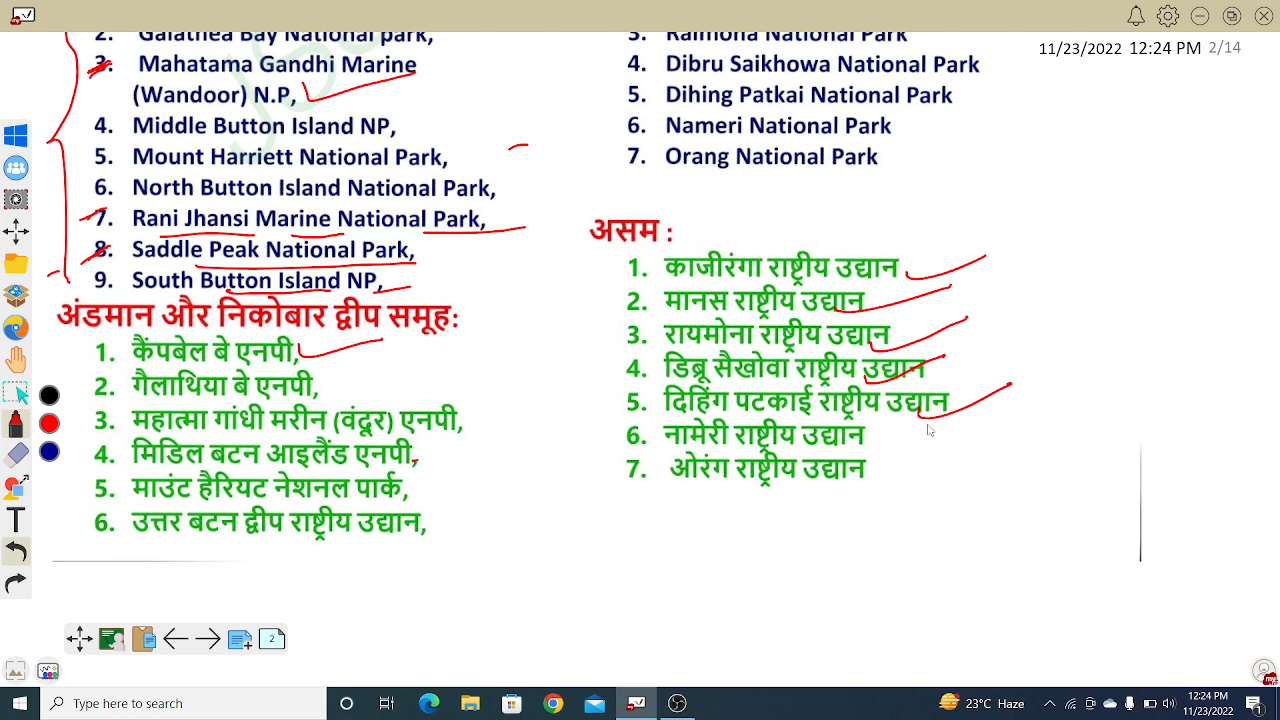 11/23/2022 12:24 PM 2/14
2. Galathea Bay National park,
3. Mahatama Gandhi Marine
(Wandoor) N.P,
4. Middle Button Island NP,
5. Mount Harriett National Park,
6. North Button Island National Park,
7. Rani Jhansi Marine National Park,
8. Saddle Peak National Park,
9. South Button Island NP,
अंडमान और निकोबार द्वीप समूह:
1. कैंपबेल बे एनपी,
2. गैलाथिया बे एनपी,
3. महात्मा गांधी मरीन (वंदूर) एनपी,
4. मिडिल बटन आइलैंड एनपी,
5. माउंट हैरियट नेशनल पार्क,
6. उत्तर बटन द्वीप राष्ट्रीय उद्यान,
3. Raimona National Park
4. Dibru Saikhowa National Park
5. Dihing Patkai National Park
6. Nameri National Park
7. Orang National Park
असम :
1. काजीरंगा राष्ट्रीय उद्यान
2. मानस राष्ट्रीय उद्यान
3. रायमोना राष्ट्रीय उद्यान
4. डिब्रू सैखोवा राष्ट्रीय उद्यान
5. दिहिंग पटकाई राष्ट्रीय उद्यान
6. नामेरी राष्ट्रीय उद्यान
7. ओरंग राष्ट्रीय उद्यान
2
Type here to search
23°C Haze
12:24 PM
11/23/2022